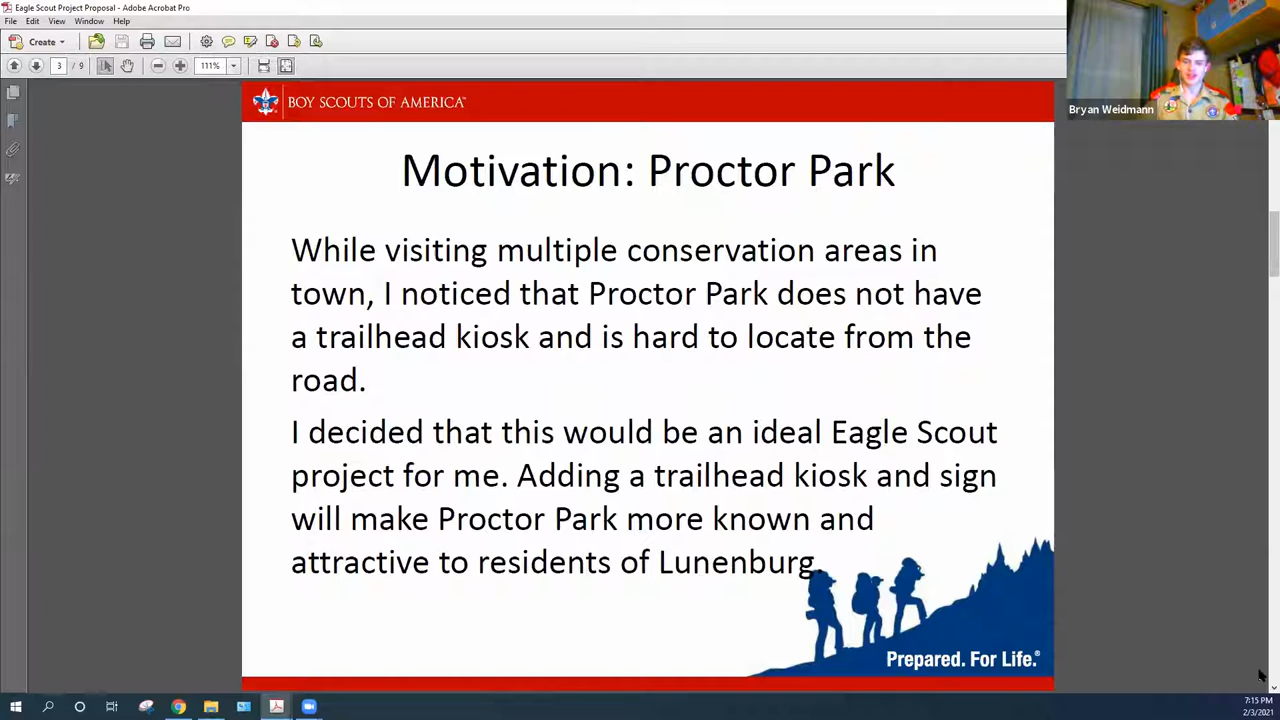 Eagle Scout Project Proposal - Adobe Acrobat Pro
File Edit View Window Help
Create
3 / 9
111%
Bryan Weidmann
BOY SCOUTS OF AMERICA™
Motivation: Proctor Park
While visiting multiple conservation areas in
town, I noticed that Proctor Park does not have
a trailhead kiosk and is hard to locate from the
road.
I decided that this would be an ideal Eagle Scout
project for me. Adding a trailhead kiosk and sign
will make Proctor Park more known and
attractive to residents of Lunenburg.
Prepared. For Life.®
7:15 PM
2/3/2021